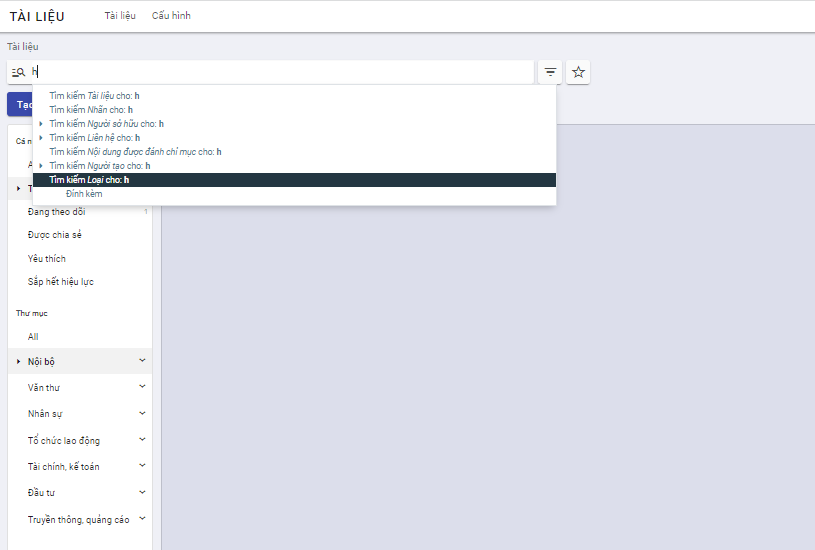 TÀI LIỆU
Tài liệu
Cấu hình
Tài liệu
h
Tạo
Tìm kiếm Tài liệu cho: h
Tìm kiếm Nhãn cho: h
Tìm kiếm Người sở hữu cho: h
Tìm kiếm Liên hệ cho: h
Tìm kiếm Nội dung được đánh chỉ mục cho: h
Tìm kiếm Người tạo cho: h
Tìm kiếm Loại cho: h
Đính kèm
Đang theo dõi 1
Được chia sẻ
Yêu thích
Sắp hết hiệu lực
Thư mục
All
Nội bộ
Văn thư
Nhân sự
Tổ chức lao động
Tài chính, kế toán
Đầu tư
Truyền thông, quảng cáo